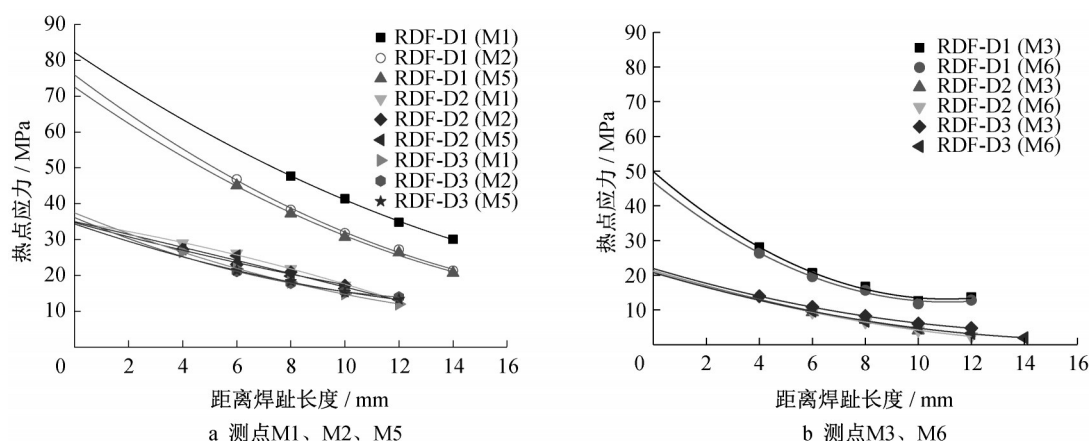 90
80
70
60
50
40
30
20
10
0 2 4 6 8 10 12 14 16
热点应力 / MPa
距离焊趾长度 / mm
RDF-D1 (M1)
RDF-D1 (M2)
RDF-D1 (M5)
RDF-D2 (M1)
RDF-D2 (M2)
RDF-D2 (M5)
RDF-D3 (M1)
RDF-D3 (M2)
RDF-D3 (M5)
a 测点M1、M2、M5
90
80
70
60
50
40
30
20
10
0 2 4 6 8 10 12 14 16
热点应力 / MPa
距离焊趾长度 / mm
RDF-D1 (M3)
RDF-D1 (M6)
RDF-D2 (M3)
RDF-D2 (M6)
RDF-D3 (M3)
RDF-D3 (M6)
b 测点M3、M6